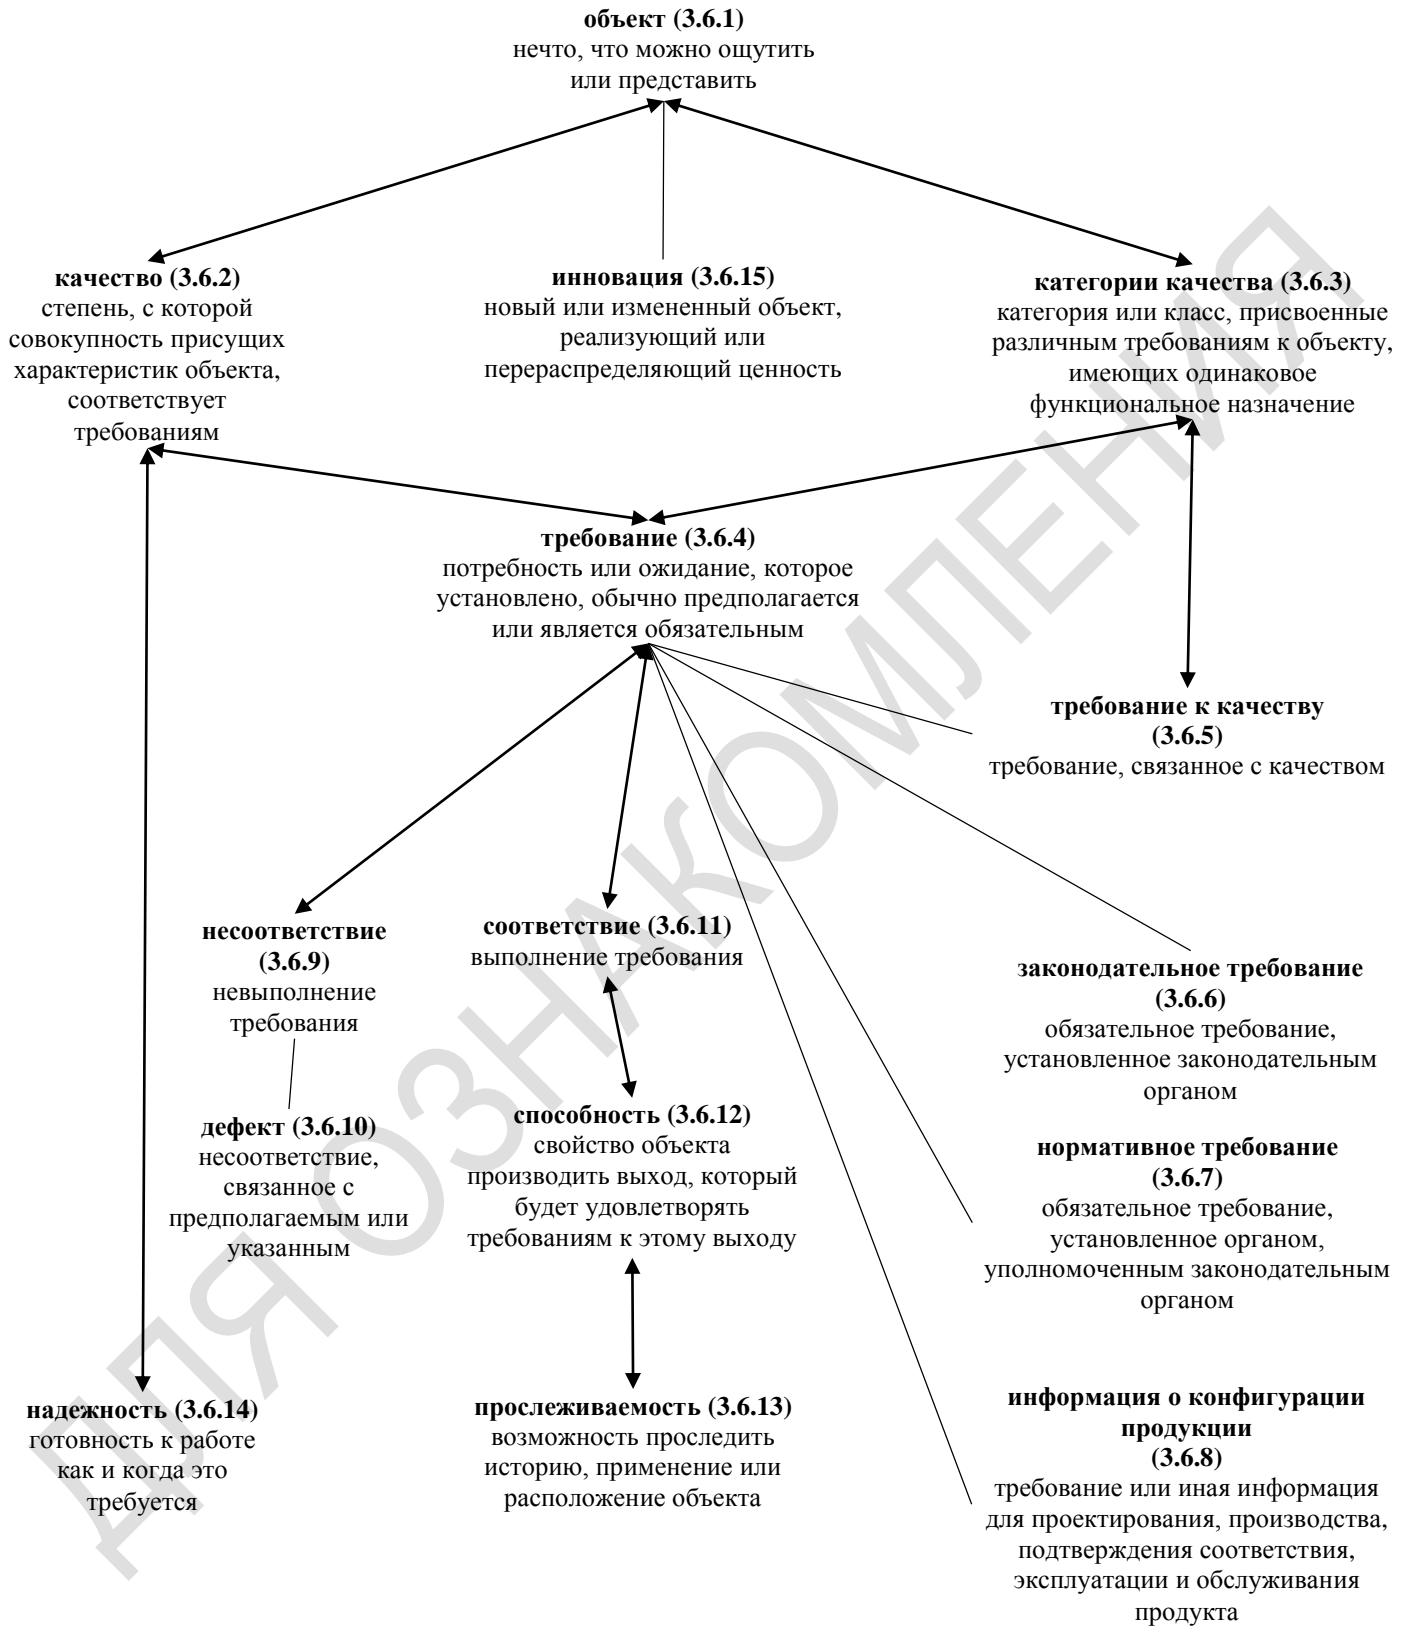 объект (3.6.1)
нечто, что можно ощутить
или представить
качество (3.6.2)
степень, с которой
совокупность присущих
характеристик объекта,
соответствует
требованиям
инновация (3.6.15)
новый или измененный объект,
реализующий или
перераспределяющий ценность
категории качества (3.6.3)
категория или класс, присвоенные
различным требованиям к объекту,
имеющих одинаковое
функциональное назначение
требование (3.6.4)
потребность или ожидание, которое
установлено, обычно предполагается
или является обязательным
требование к качеству
(3.6.5)
требование, связанное с качеством
несоответствие
(3.6.9)
невыполнение
требования
соответствие (3.6.11)
выполнение требования
законодательное требование
(3.6.6)
обязательное требование,
установленное законодательным
органом
дефект (3.6.10)
несоответствие,
связанное с
предполагаемым или
указанным
способность (3.6.12)
свойство объекта
производить выход, который
будет удовлетворять
требованиям к этому выходу
нормативное требование
(3.6.7)
обязательное требование,
установленное органом,
уполномоченным законодательным
органом
надежность (3.6.14)
готовность к работе
как и когда это
требуется
прослеживаемость (3.6.13)
возможность проследить
историю, применение или
расположение объекта
информация о конфигурации
продукции
(3.6.8)
требование или иная информация
для проектирования, производства,
подтверждения соответствия,
эксплуатации и обслуживания
продукта
ДЛЯ ОЗНАКОМЛЕНИЯ